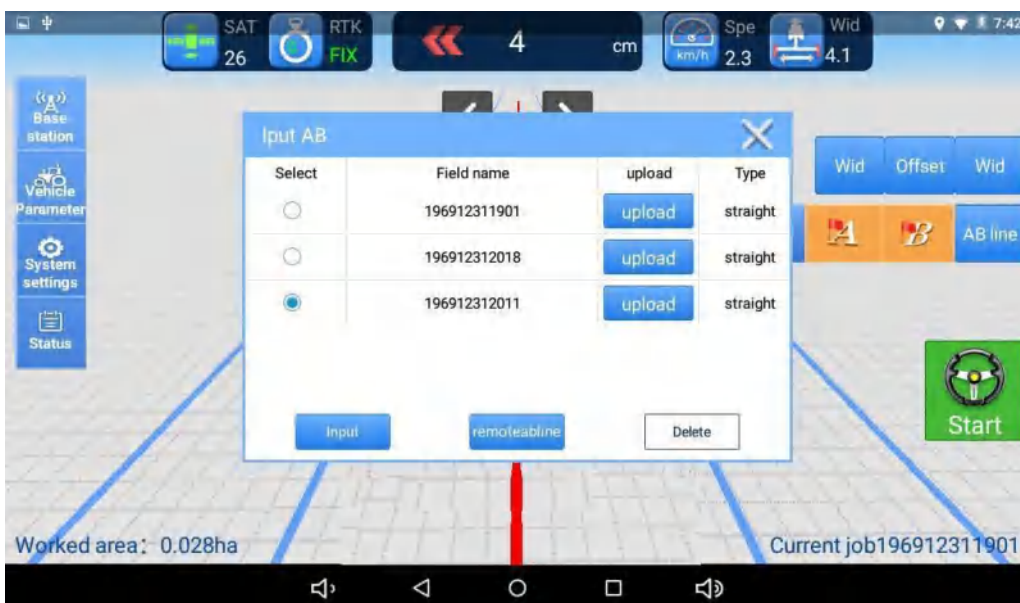 7:42
SAT
26
RTK
FIX
4
cm
km/h
Spe
2.3
Wid
4.1
Base
station
Vehicle
Parameter
System
settings
Status
Iput AB
Select
Field name
upload
Type
196912311901
upload
straight
196912312018
upload
straight
196912312011
upload
straight
Input
remoteabline
Delete
Wid
Offset
Wid
A
B
AB line
Start
Worked area: 0.028ha
Current job196912311901